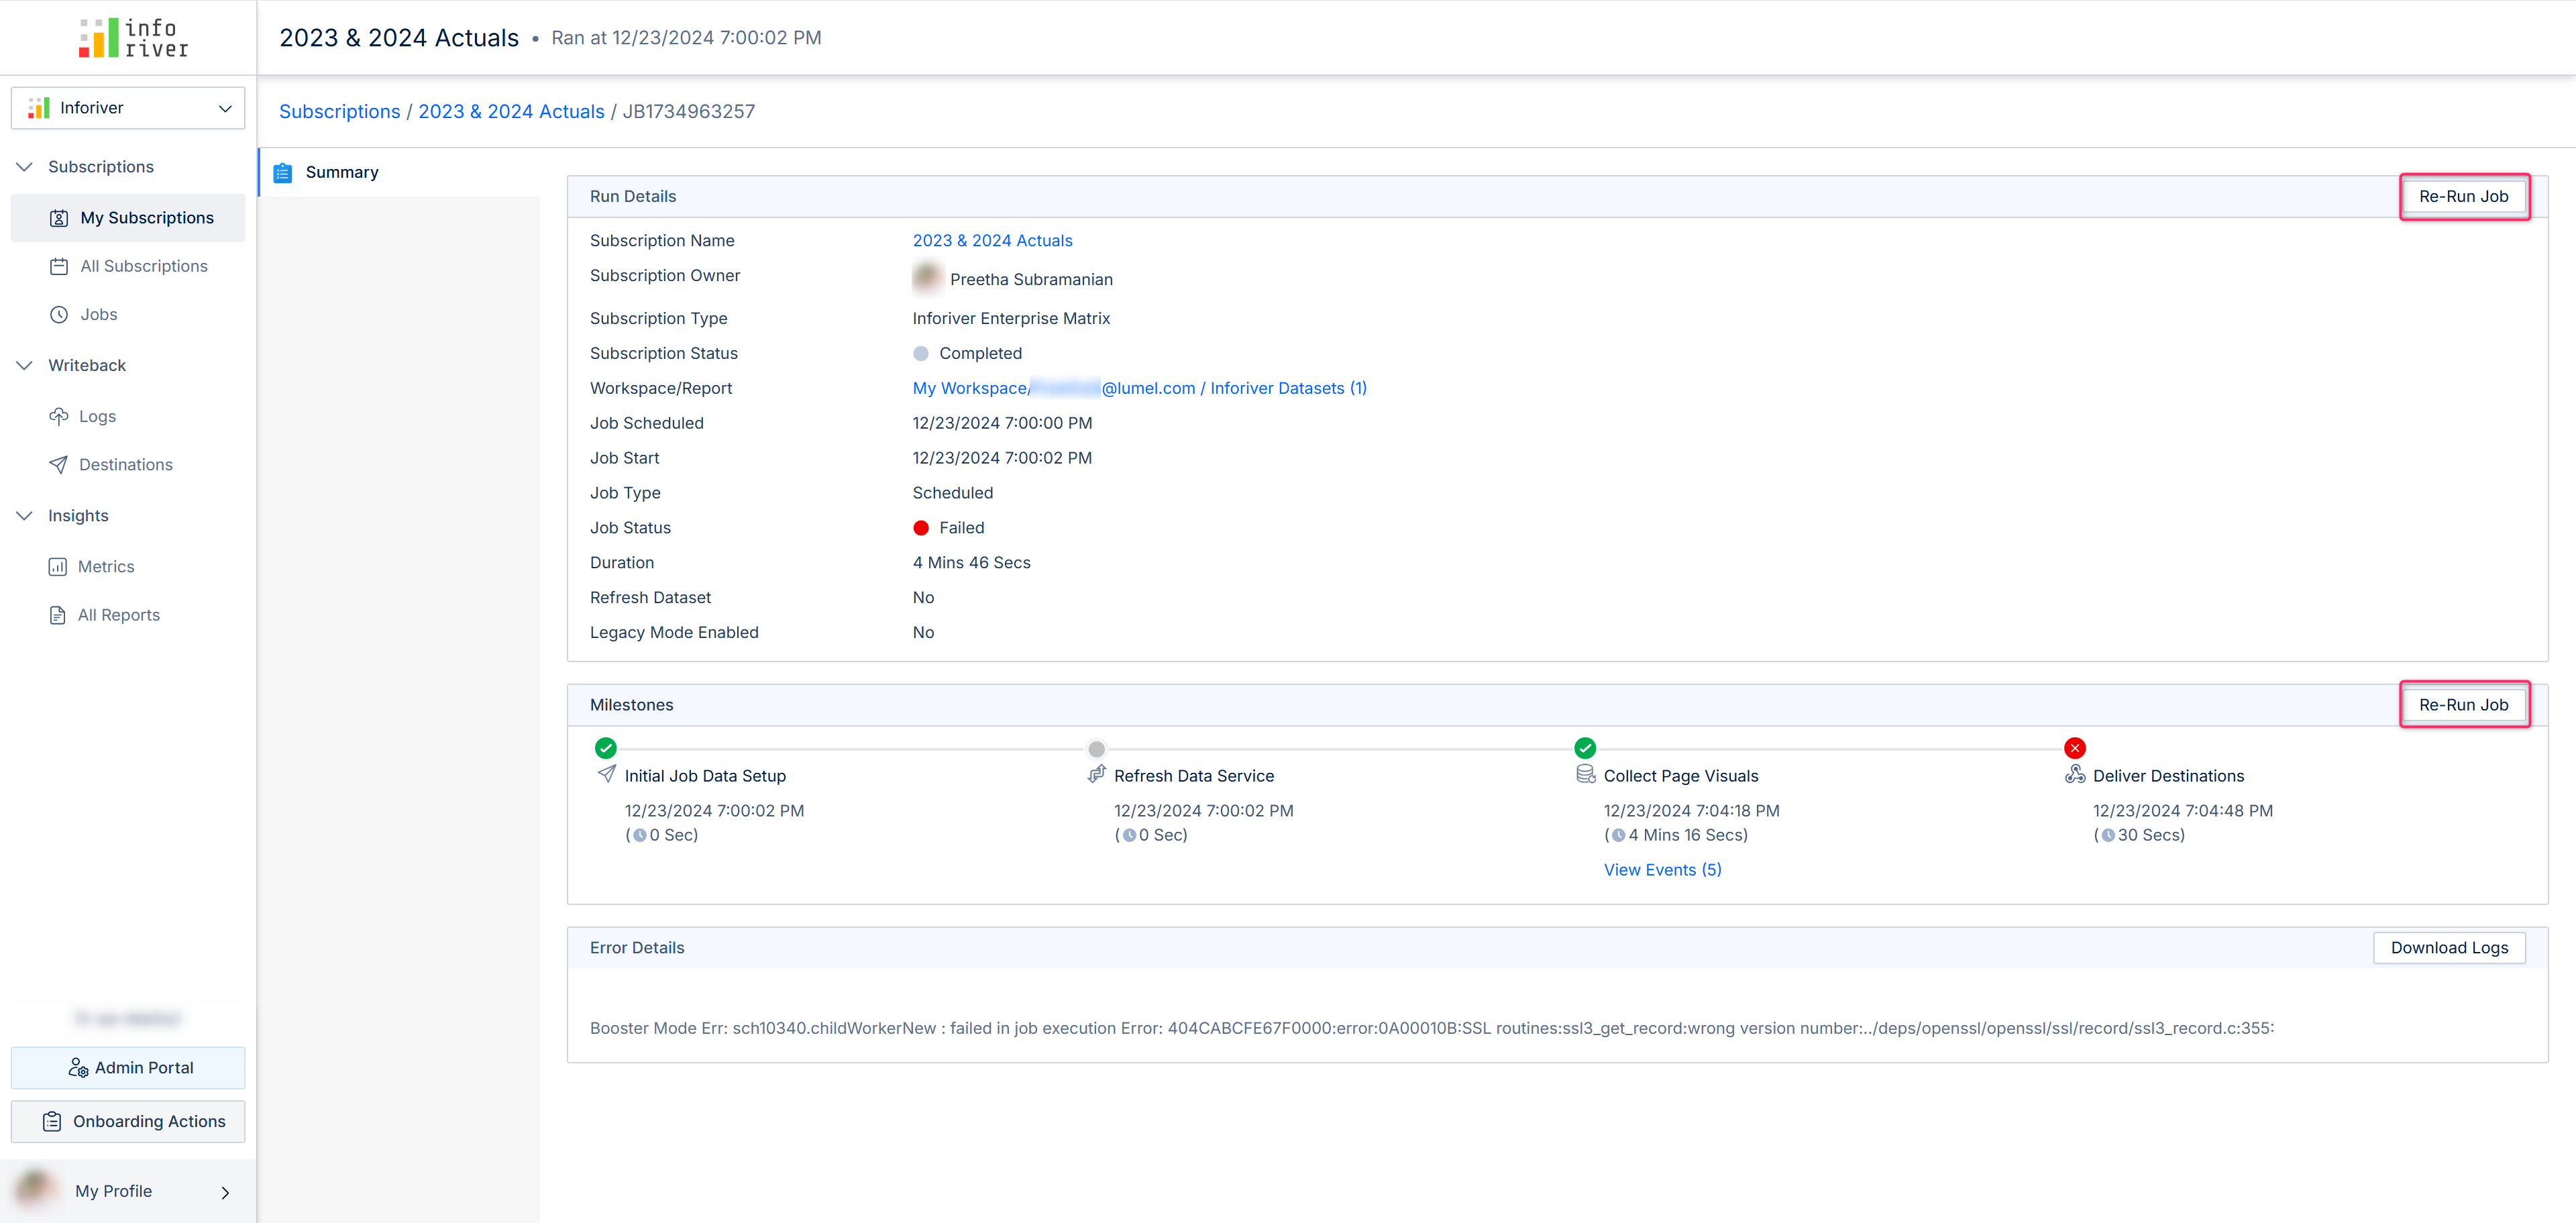 info
river
2023 & 2024 Actuals • Ran at 12/23/2024 7:00:02 PM
Inforiver
Subscriptions / 2023 & 2024 Actuals / JB1734963257
Subscriptions
My Subscriptions
All Subscriptions
Jobs
Writeback
Logs
Destinations
Insights
Metrics
All Reports
Admin Portal
Onboarding Actions
My Profile
Summary
Run Details
Re-Run Job
Subscription Name 2023 & 2024 Actuals
Subscription Owner Preetha Subramanian
Subscription Type Inforiver Enterprise Matrix
Subscription Status Completed
Workspace/Report My Workspace/ @lumel.com / Inforiver Datasets (1)
Job Scheduled 12/23/2024 7:00:00 PM
Job Start 12/23/2024 7:00:02 PM
Job Type Scheduled
Job Status Failed
Duration 4 Mins 46 Secs
Refresh Dataset No
Legacy Mode Enabled No
Milestones
Re-Run Job
Initial Job Data Setup
12/23/2024 7:00:02 PM
(0 Sec)
Refresh Data Service
12/23/2024 7:00:02 PM
(0 Sec)
Collect Page Visuals
12/23/2024 7:04:18 PM
(4 Mins 16 Secs)
View Events (5)
Deliver Destinations
12/23/2024 7:04:48 PM
(30 Secs)
Error Details
Download Logs
Booster Mode Err: sch10340.childWorkerNew : failed in job execution Error: 404CABCFE67F0000:error:0A00010B:SSL routines:ssl3_get_record:wrong version number:../deps/openssl/openssl/ssl/record/ssl3_record.c:355: